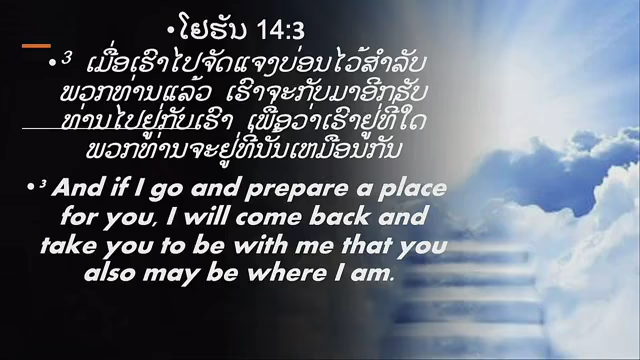 •ໂຢຮັນ 14:3
•3 ເມື່ອເຮົາໄປຈັດແຈງບ່ອນໄວ້ສຳລັບ
ພວກທ່ານແລ້ວ ເຮົາຈະກັບມາອີກຮັບ
ທ່ານໄປຢູ່ກັບເຮົາ ເພື່ອວ່າເຮົາຢູ່ທີ່ໃດ
ພວກທ່ານຈະຢູ່ທີ່ນັ້ນເຫມືອນກັນ
•3 And if I go and prepare a place
for you, I will come back and
take you to be with me that you
also may be where I am.